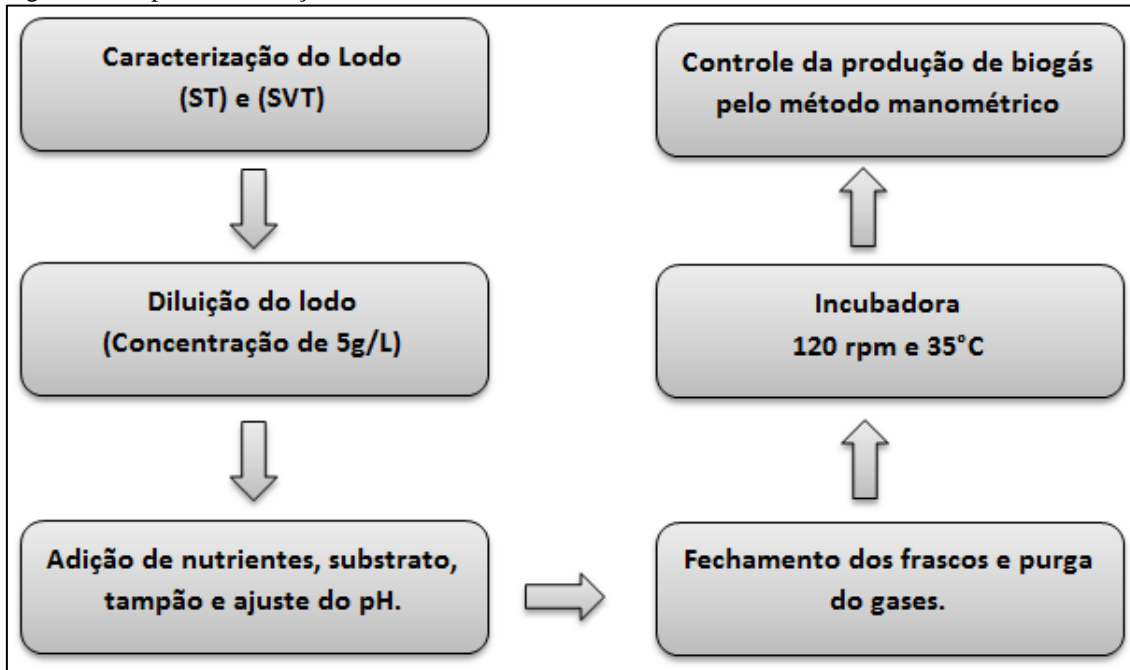 Caracterização do Lodo
(ST) e (SVT)
Diluição do lodo
(Concentração de 5g/L)
Adição de nutrientes, substrato,
tampão e ajuste do pH.
Fechamento dos frascos e purga
do gases.
Incubadora
120 rpm e 35°C
Controle da produção de biogás
pelo método manométrico